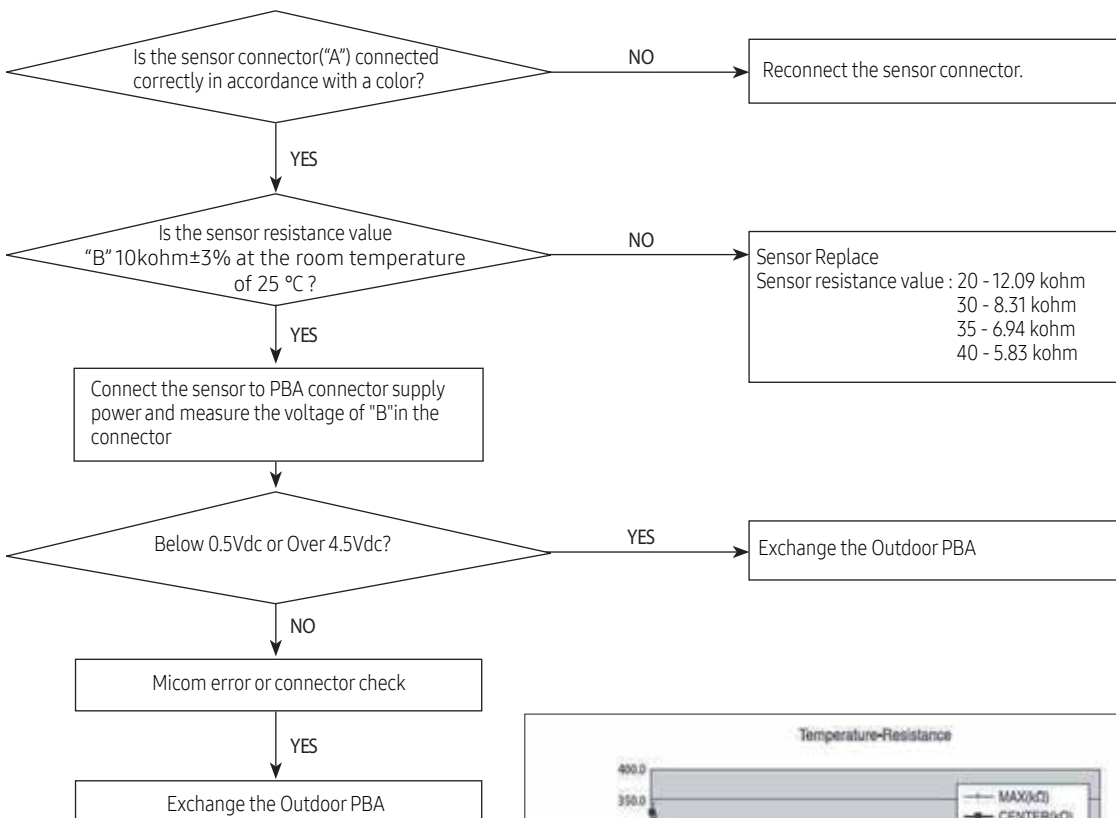 Is the sensor connector(“A”) connected
correctly in accordance with a color?
NO
Reconnect the sensor connector.
YES
Is the sensor resistance value
“B” 10kohm±3% at the room temperature
of 25 °C ?
NO
Sensor Replace
Sensor resistance value : 20 - 12.09 kohm
30 - 8.31 kohm
35 - 6.94 kohm
40 - 5.83 kohm
YES
Connect the sensor to PBA connector supply
power and measure the voltage of "B"in the
connector
Below 0.5Vdc or Over 4.5Vdc?
YES
Exchange the Outdoor PBA
NO
Micom error or connector check
YES
Exchange the Outdoor PBA
Temperature-Resistance
400.0
350.0
MAX(kΩ)
CENTER(kΩ)